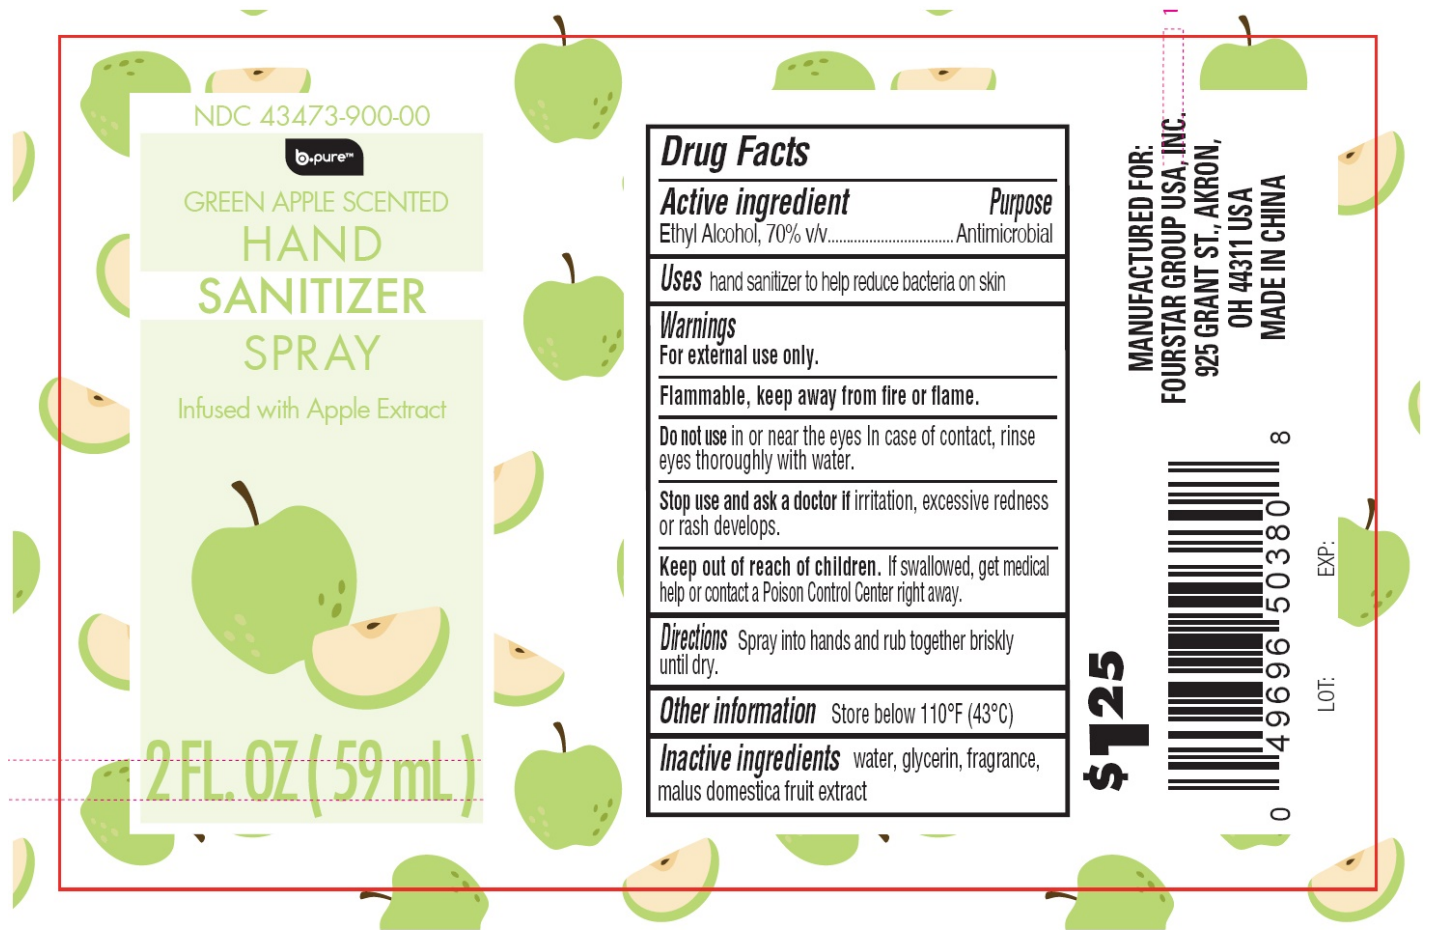 NDC 43473-900-00
b.pure™
GREEN APPLE SCENTED
HAND
SANITIZER
SPRAY
Infused with Apple Extract
2 FL. OZ ( 59 mL )
Drug Facts
Active ingredient Purpose
Ethyl Alcohol, 70% v/v.................................Antimicrobial
Uses hand sanitizer to help reduce bacteria on skin
Warnings
For external use only.
Flammable, keep away from fire or flame.
Do not use in or near the eyes In case of contact, rinse
eyes thoroughly with water.
Stop use and ask a doctor if irritation, excessive redness
or rash develops.
Keep out of reach of children. If swallowed, get medical
help or contact a Poison Control Center right away.
Directions Spray into hands and rub together briskly
until dry.
Other information Store below 110°F (43°C)
Inactive ingredients water, glycerin, fragrance,
malus domestica fruit extract
$1.25
MANUFACTURED FOR:
FOURSTAR GROUP USA, INC.
925 GRANT ST., AKRON,
OH 44311 USA
MADE IN CHINA
0 49696 50380 8
LOT: EXP:
1